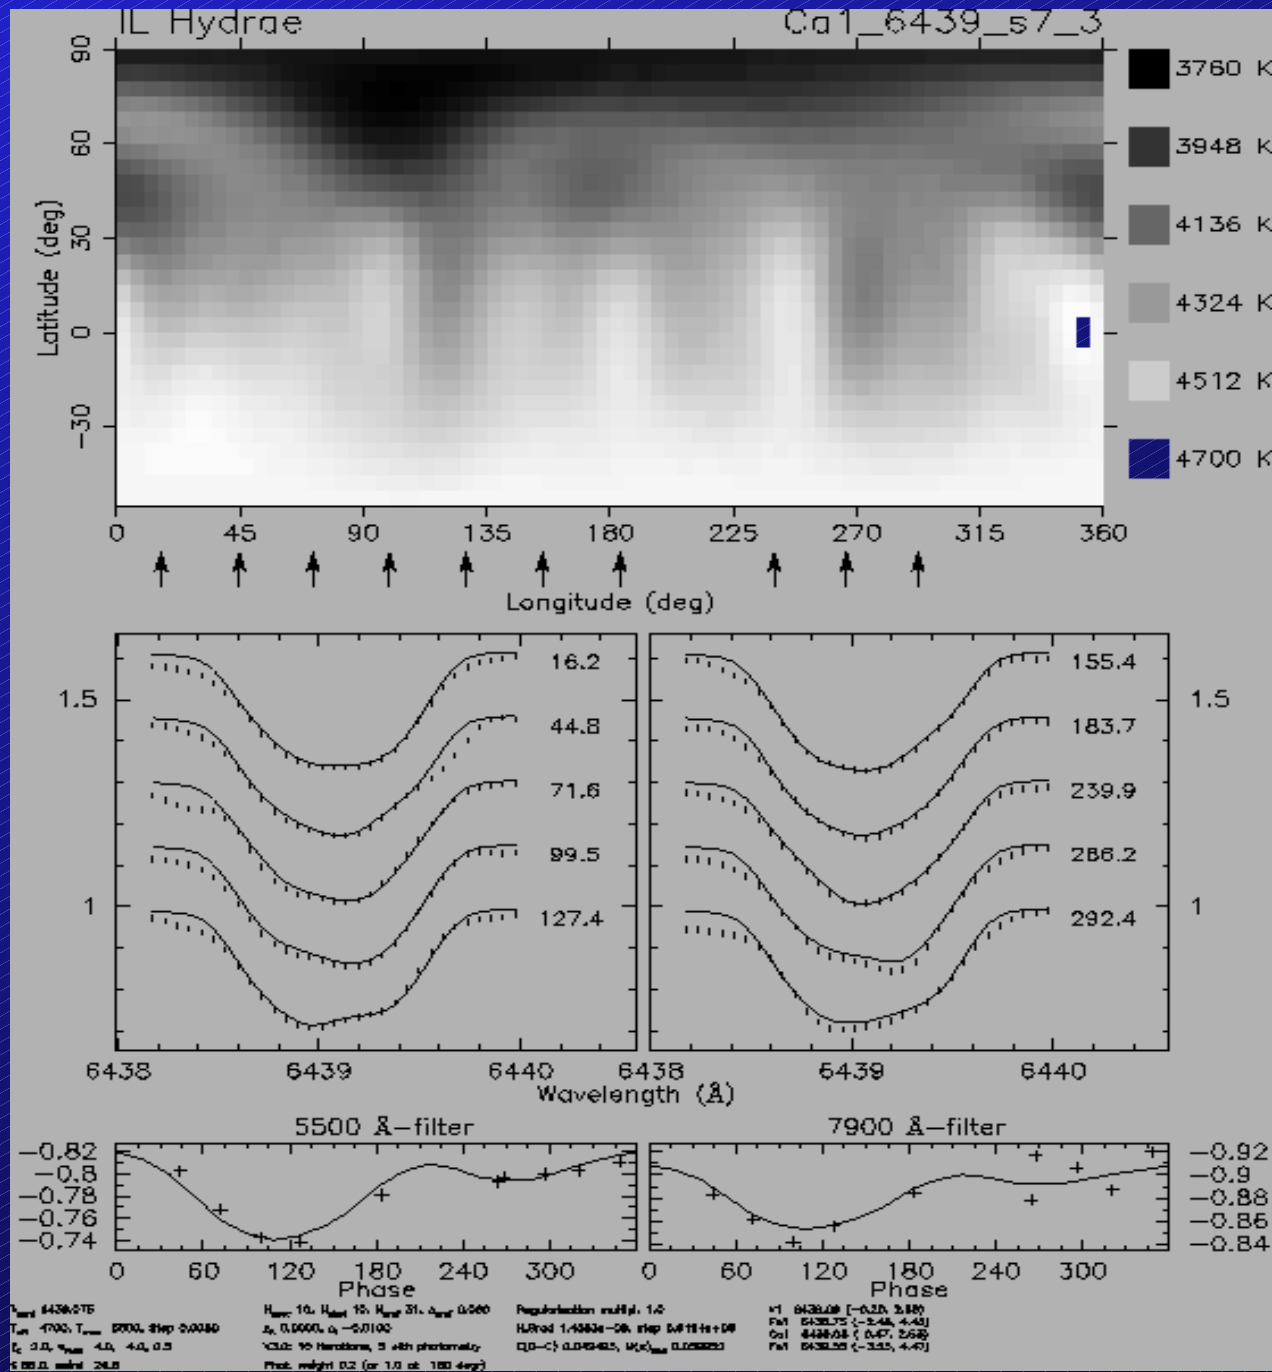 IL Hydrae
Ca1_6439_s7_3
90
60
30
0
-30
Latitude (deg)
3760 K
3948 K
4136 K
4324 K
4512 K
4700 K
0 45 90 135 180 225 270 315 360
Longitude (deg)
1.5
1
16.2
44.8
71.6
99.5
127.4
155.4
183.7
239.9
286.2
292.4
1.5
1
6438 6439 6440 6438 6439 6440
Wavelength (Å)
5500 Å-filter
7900 Å-filter
-0.82
-0.8
-0.78
-0.76
-0.74
-0.92
-0.9
-0.88
-0.86
-0.84
0 60 120 180 240 300
0 60 120 180 240 300
Phase
Phase